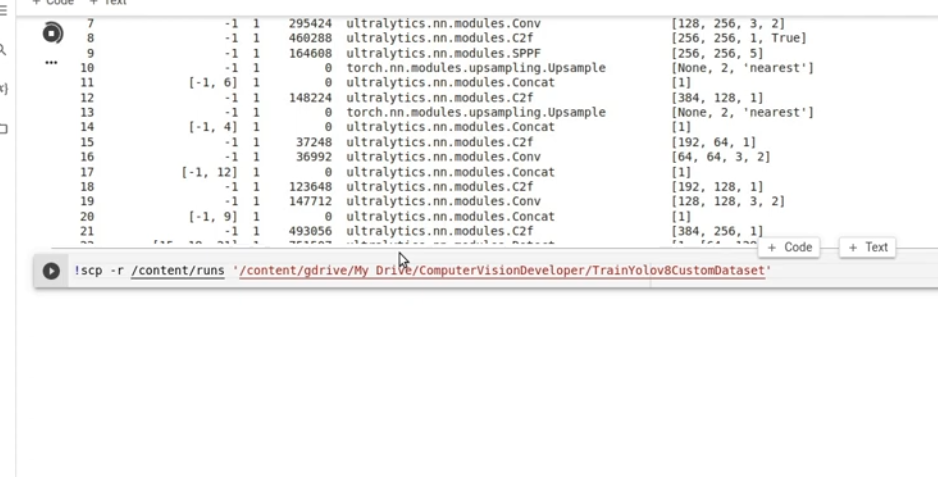 + Code + Text
7 -1 1 295424 ultralytics.nn.modules.Conv [128, 256, 3, 2]
8 -1 1 460288 ultralytics.nn.modules.C2f [256, 256, 1, True]
9 -1 1 164608 ultralytics.nn.modules.SPPF [256, 256, 5]
10 -1 1 0 torch.nn.modules.upsampling.Upsample [None, 2, 'nearest']
11 [-1, 6] 1 0 ultralytics.nn.modules.Concat [1]
12 -1 1 148224 ultralytics.nn.modules.C2f [384, 128, 1]
13 -1 1 0 torch.nn.modules.upsampling.Upsample [None, 2, 'nearest']
14 [-1, 4] 1 0 ultralytics.nn.modules.Concat [1]
15 -1 1 37248 ultralytics.nn.modules.C2f [192, 64, 1]
16 -1 1 36992 ultralytics.nn.modules.Conv [64, 64, 3, 2]
17 [-1, 12] 1 0 ultralytics.nn.modules.Concat [1]
18 -1 1 123648 ultralytics.nn.modules.C2f [192, 128, 1]
19 -1 1 147712 ultralytics.nn.modules.Conv [128, 128, 3, 2]
20 [-1, 9] 1 0 ultralytics.nn.modules.Concat [1]
21 -1 1 493056 ultralytics.nn.modules.C2f [384, 256, 1]
+ Code + Text
!scp -r /content/runs '/content/gdrive/My Drive/ComputerVisionDeveloper/TrainYolov8CustomDataset'